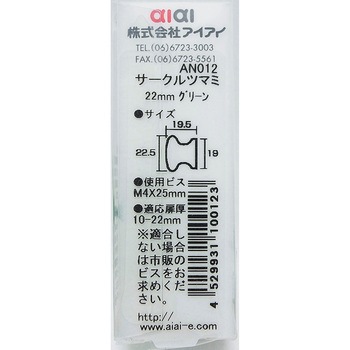 aiai
株式会社アイアイ
TEL.(06)6723-3003
FAX.(06)6723-5561
AN012
サークルツマミ
22mm グリーン
●サイズ
19.5
22.5
19
●使用ビス
M4X25mm
●適応扉厚
10-22mm
※適合し
ない場合
は市販の
ビスをお
求めくだ
さい。
4 529931 100123
http://
www.aiai-e.com/